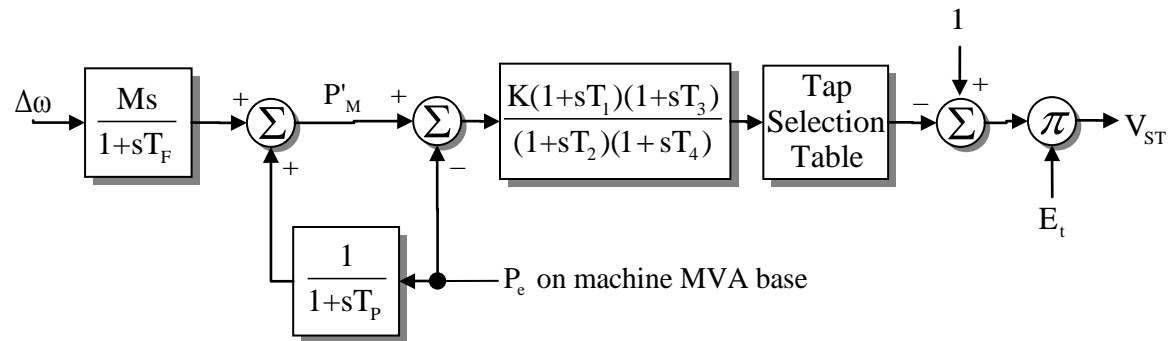 1
Δω
Ms
1+sT_F
+
Σ
+
P'_M
+
Σ
−
K(1+sT_1)(1+sT_3)
(1+sT_2)(1+sT_4)
Tap
Selection
Table
−
+
Σ
π
V_ST
E_t
1
1+sT_P
P_e on machine MVA base